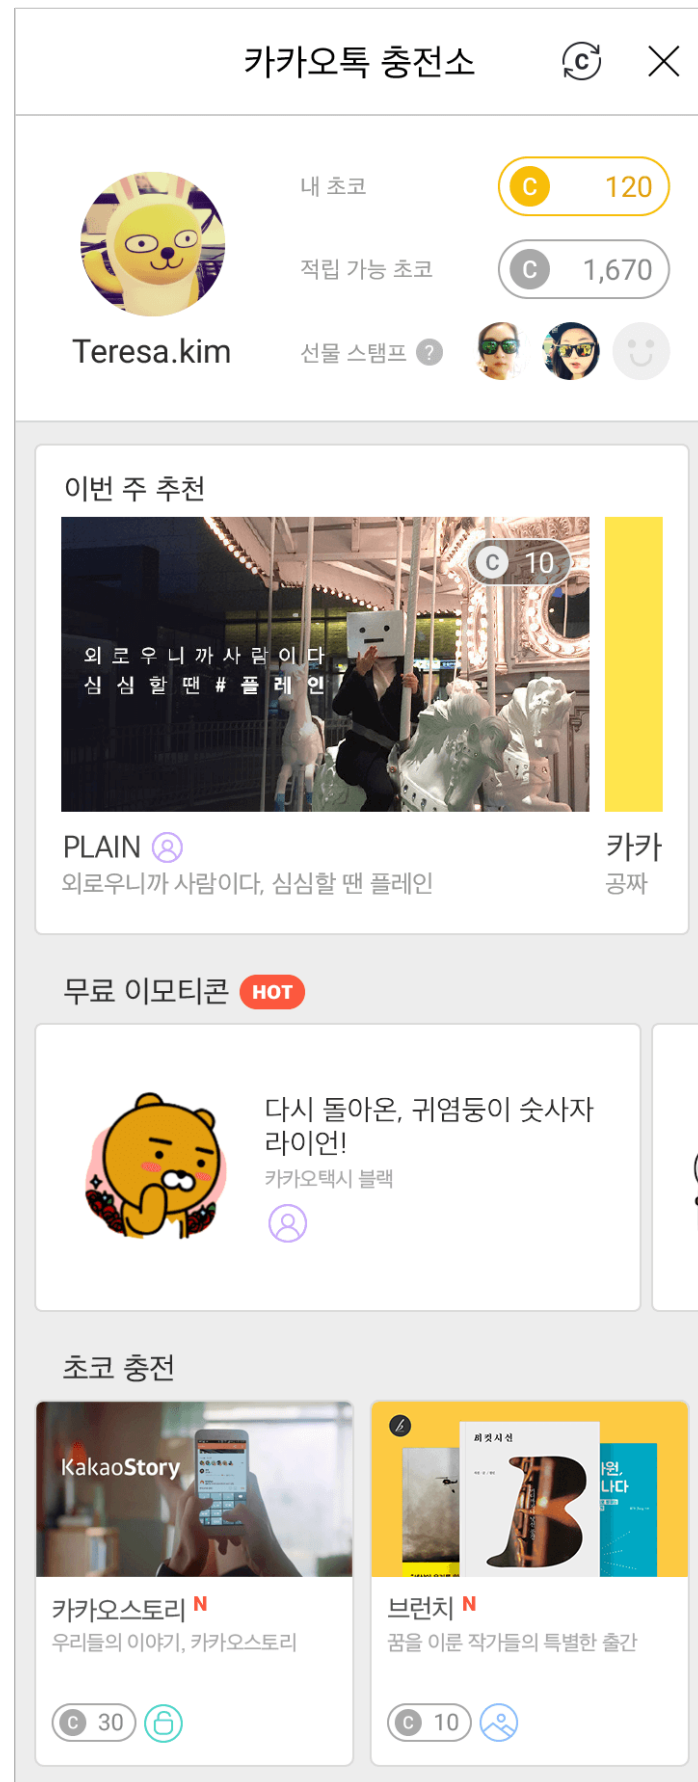 카카오톡 충전소
내 초코
C 120
적립 가능 초코
C 1,670
Teresa.kim
선물 스탬프 ?
이번 주 추천
C 10
외로우니까사람이다
심심할땐#플레인
PLAIN
외로우니까 사람이다, 심심할 땐 플레인
카카
공짜
무료 이모티콘 HOT
다시 돌아온, 귀염둥이 숫사자
라이언!
카카오택시 블랙
초코 충전
KakaoStory
카카오스토리 N
우리들의 이야기, 카카오스토리
C 30
브런치 N
꿈을 이룬 작가들의 특별한 출간
C 10